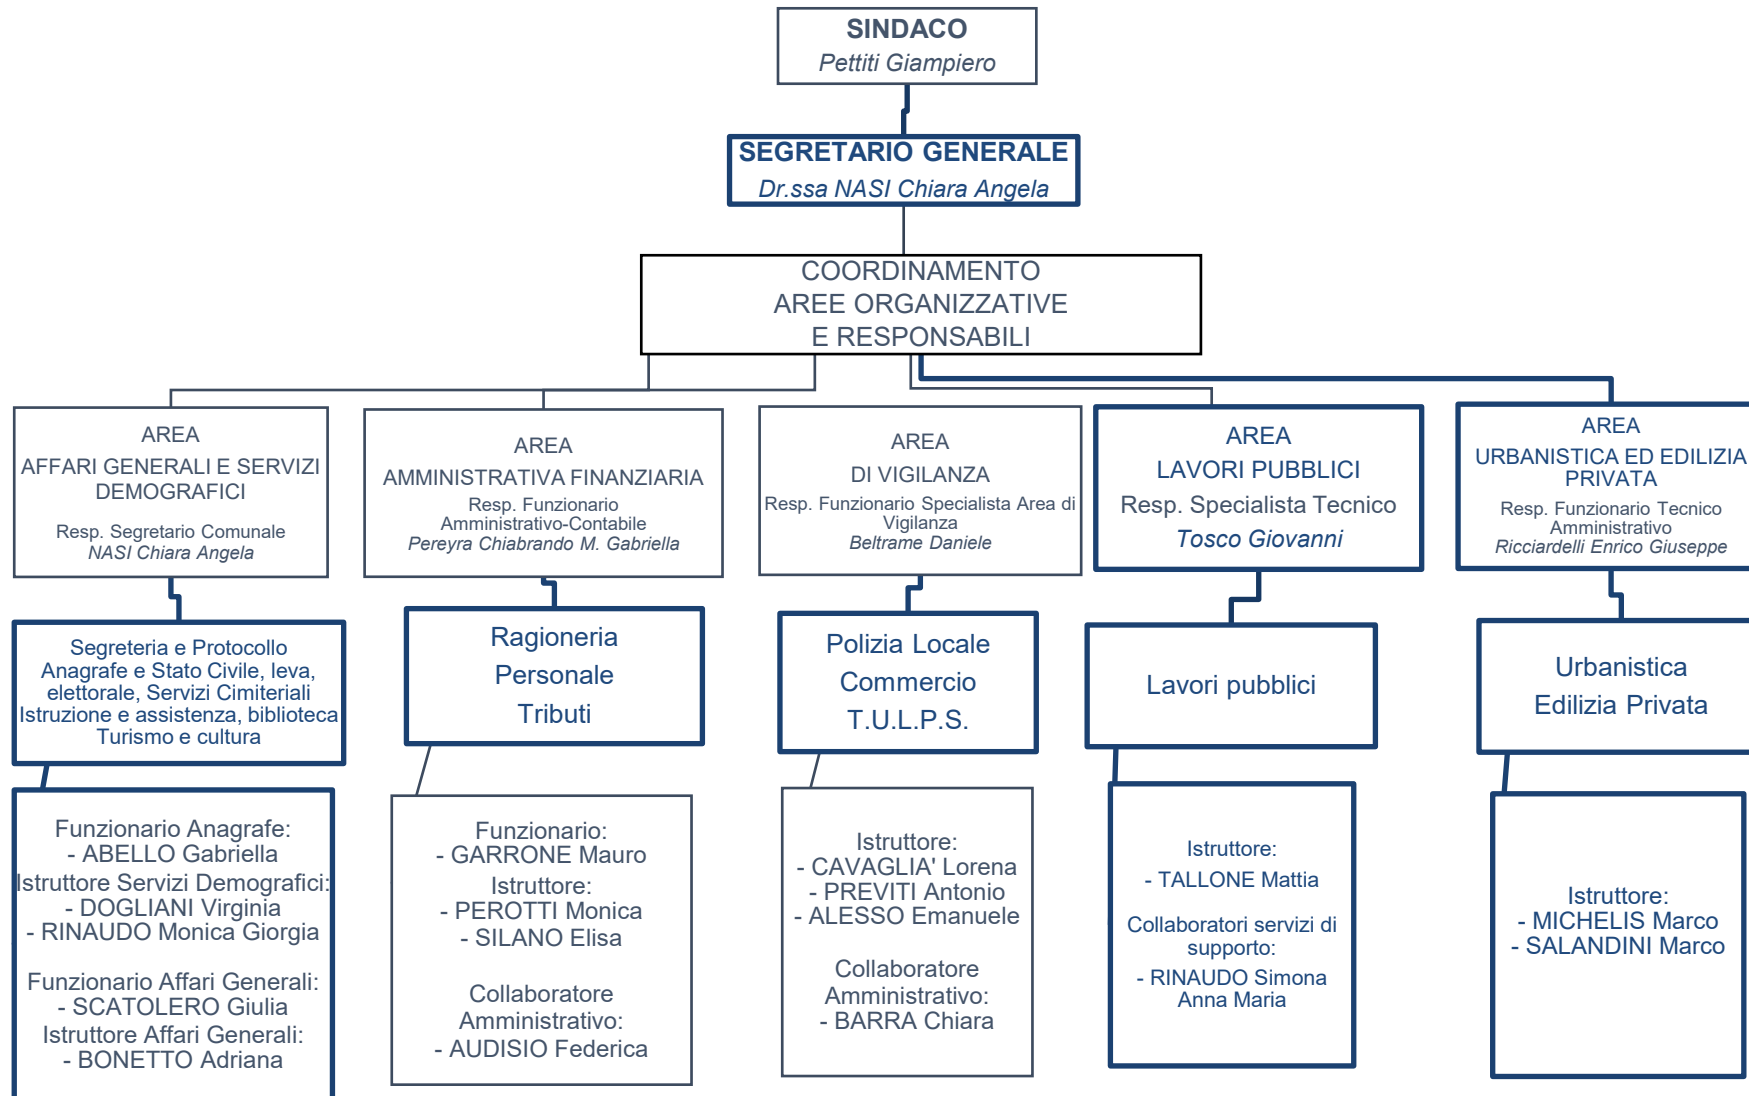 SINDACO
Pettiti Giampiero
SEGRETARIO GENERALE
Dr.ssa NASI Chiara Angela
COORDINAMENTO
AREE ORGANIZZATIVE
E RESPONSABILI
AREA
AFFARI GENERALI E SERVIZI
DEMOGRAFICI
Resp. Segretario Comunale
NASI Chiara Angela
AREA
AMMINISTRATIVA FINANZIARIA
Resp. Funzionario
Amministrativo-Contabile
Pereyra Chiabrando M. Gabriella
AREA
DI VIGILANZA
Resp. Funzionario Specialista Area di
Vigilanza
Beltrame Daniele
AREA
LAVORI PUBBLICI
Resp. Specialista Tecnico
Tosco Giovanni
AREA
URBANISTICA ED EDILIZIA
PRIVATA
Resp. Funzionario Tecnico
Amministrativo
Ricciardelli Enrico Giuseppe
Segreteria e Protocollo
Anagrafe e Stato Civile, leva,
elettorale, Servizi Cimiteriali
Istruzione e assistenza, biblioteca
Turismo e cultura
Ragioneria
Personale
Tributi
Polizia Locale
Commercio
T.U.L.P.S.
Lavori pubblici
Urbanistica
Edilizia Privata
Funzionario Anagrafe:
- ABELLO Gabriella
Istruttore Servizi Demografici:
- DOGLIANI Virginia
- RINAUDO Monica Giorgia
Funzionario Affari Generali:
- SCATOLERO Giulia
Istruttore Affari Generali:
- BONETTO Adriana
Funzionario:
- GARRONE Mauro
Istruttore:
- PEROTTI Monica
- SILANO Elisa
Collaboratore
Amministrativo:
- AUDISIO Federica
Istruttore:
- CAVAGLIA' Lorena
- PREVITI Antonio
- ALESSO Emanuele
Collaboratore
Amministrativo:
- BARRA Chiara
Istruttore:
- TALLONE Mattia
Collaboratori servizi di
supporto:
- RINAUDO Simona
Anna Maria
Istruttore:
- MICHELIS Marco
- SALANDINI Marco